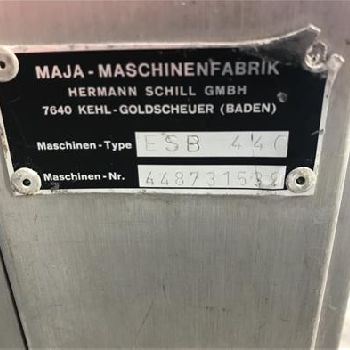 MAJA-MASCHINENFABRIK
HERMANN SCHILL GMBH
7640 KEHL-GOLDSCHEUER (BADEN)
Maschinen-Type ESB
Maschinen-Nr.